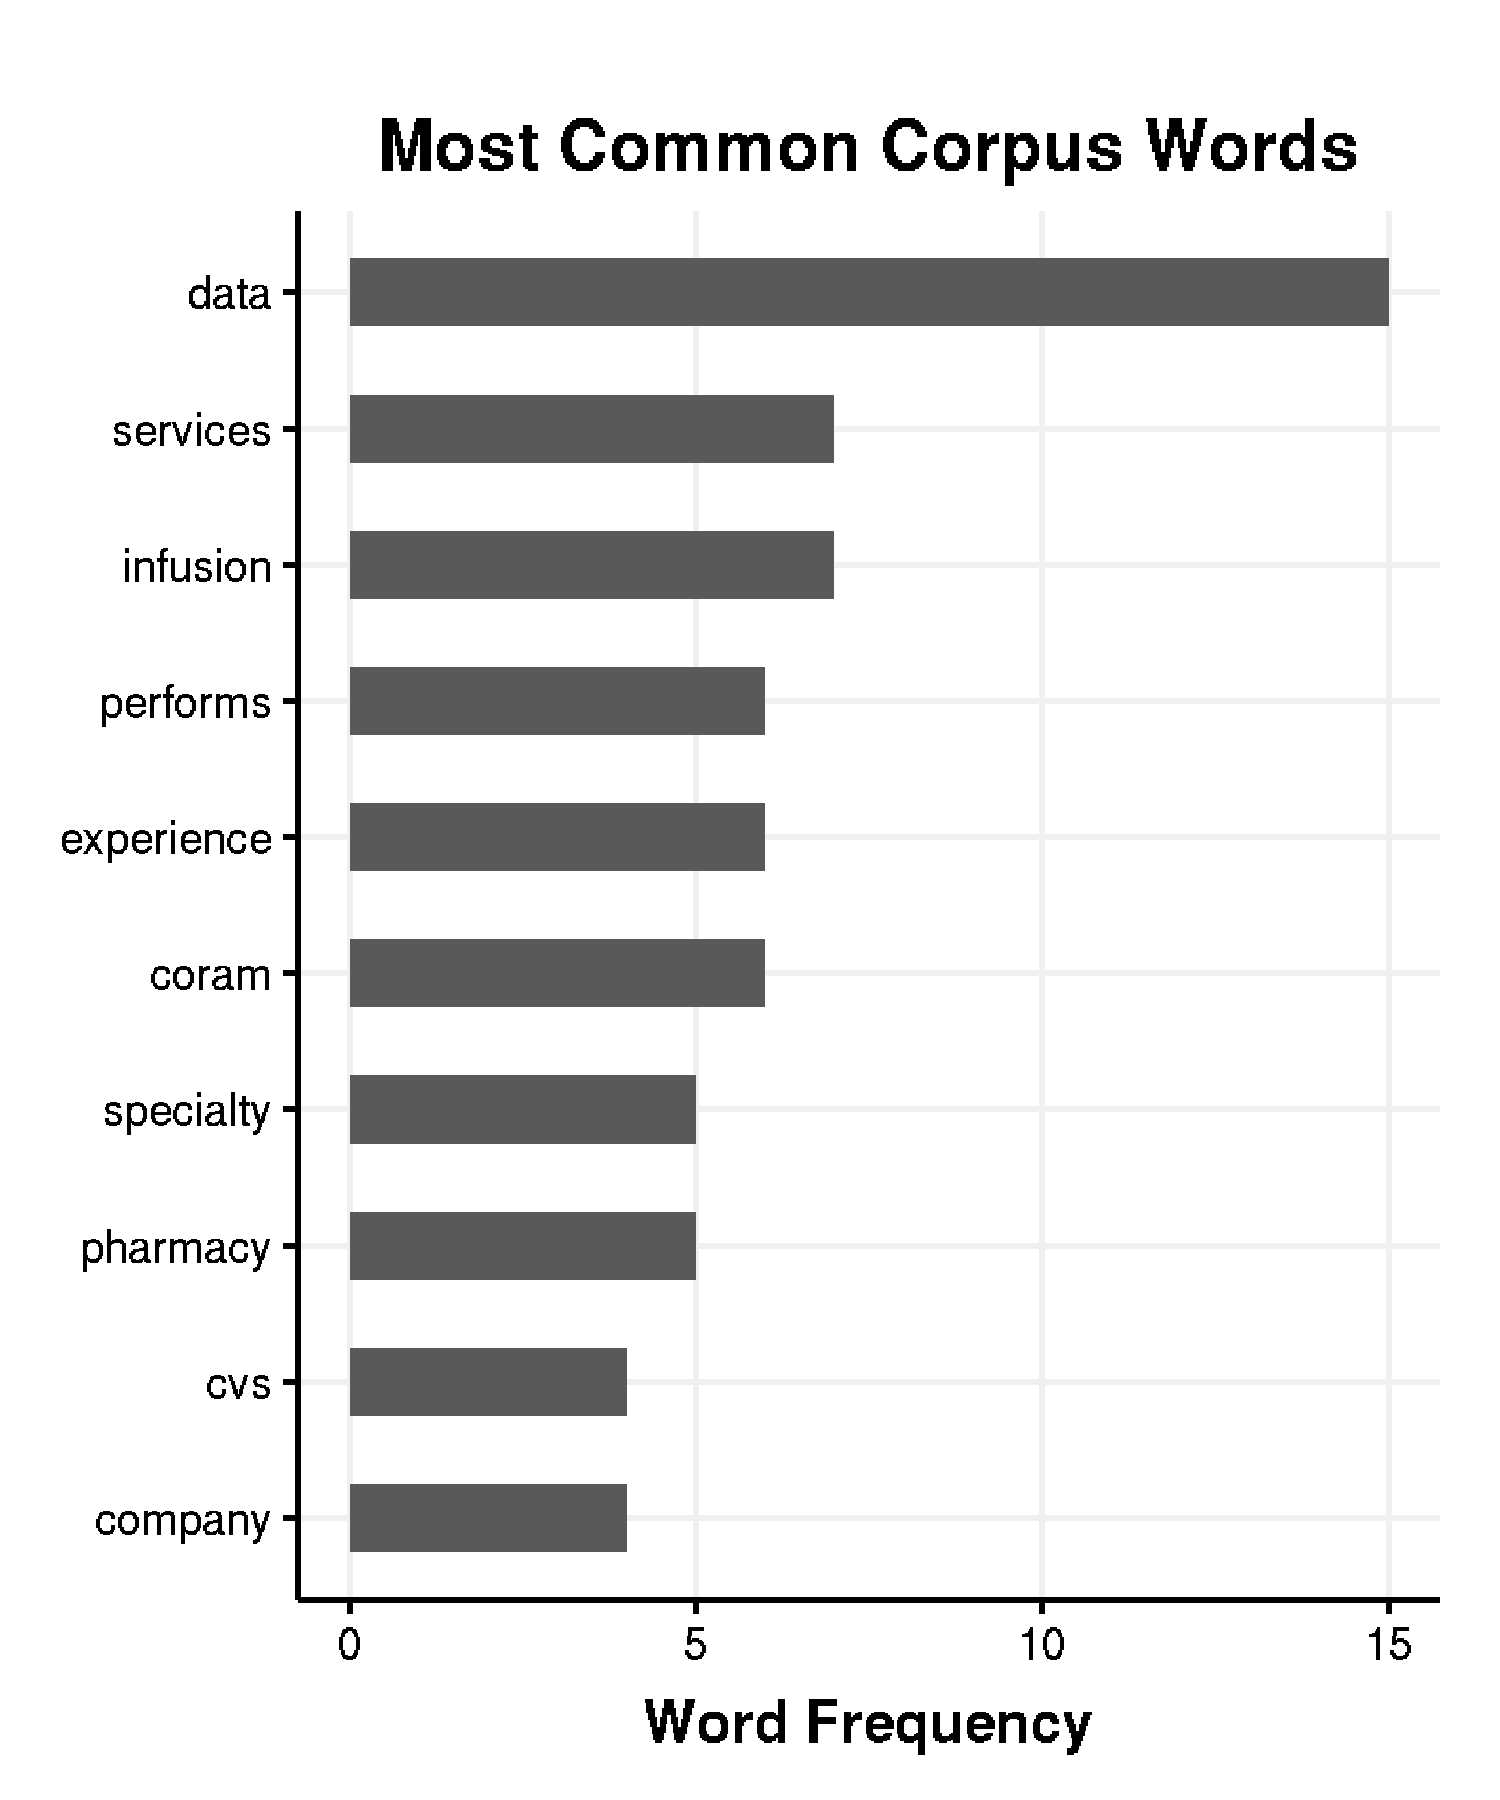 Most Common Corpus Words
data
services
infusion
performs
experience
coram
specialty
pharmacy
cvs
company
0 5 10 15
Word Frequency